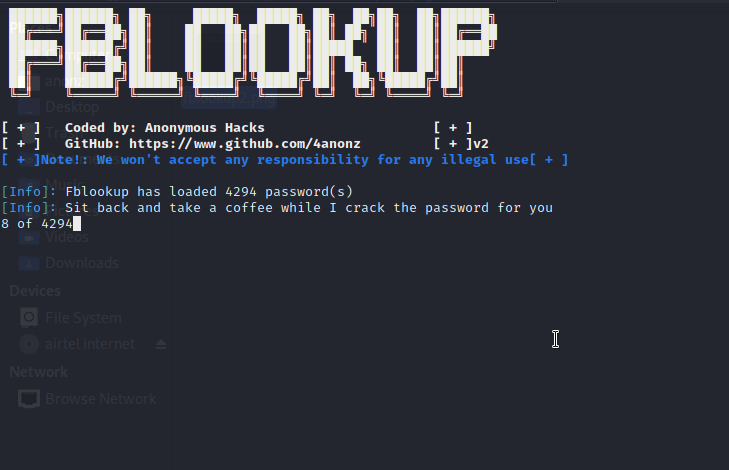 FBLOOKUP
[ + ] Coded by: Anonymous Hacks [ + ]
[ + ] GitHub: https://www.github.com/4anonz [ + ]v2
[ + ]Note!: We won't accept any responsibility for any illegal use[ + ]
[Info]: Fblookup has loaded 4294 password(s)
[Info]: Sit back and take a coffee while I crack the password for you
8 of 4294
Desktop
Videos
Downloads
Devices
File System
airtel internet
Network
Browse Network